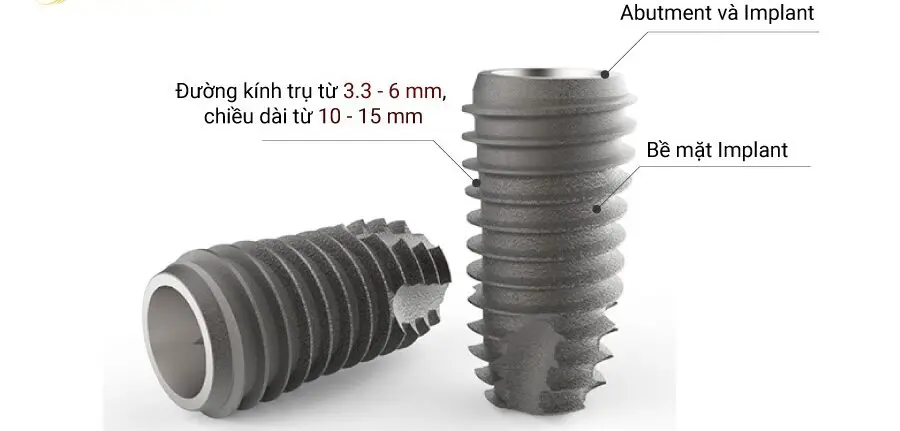 Abutment và Implant
Đường kính trụ từ 3.3 - 6 mm,
chiều dài từ 10 - 15 mm
Bề mặt Implant